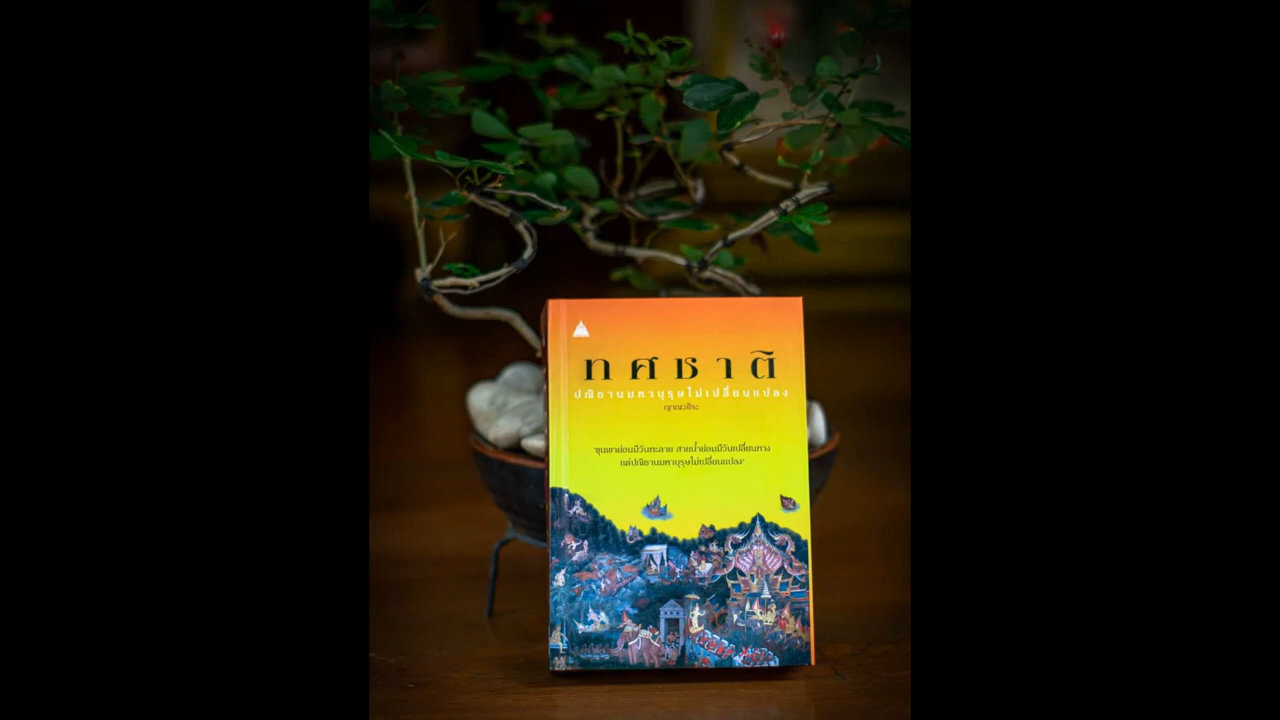 ทศชาติ
ปณิธานมหาบุรุษไม่เปลี่ยนแปลง
ญาณวชิระ
"ขุนเขาย่อมมีวันทะลาย สายน้ำย่อมมีวันเปลี่ยนทาง
แต่ปณิธานมหาบุรุษไม่เปลี่ยนแปลง"